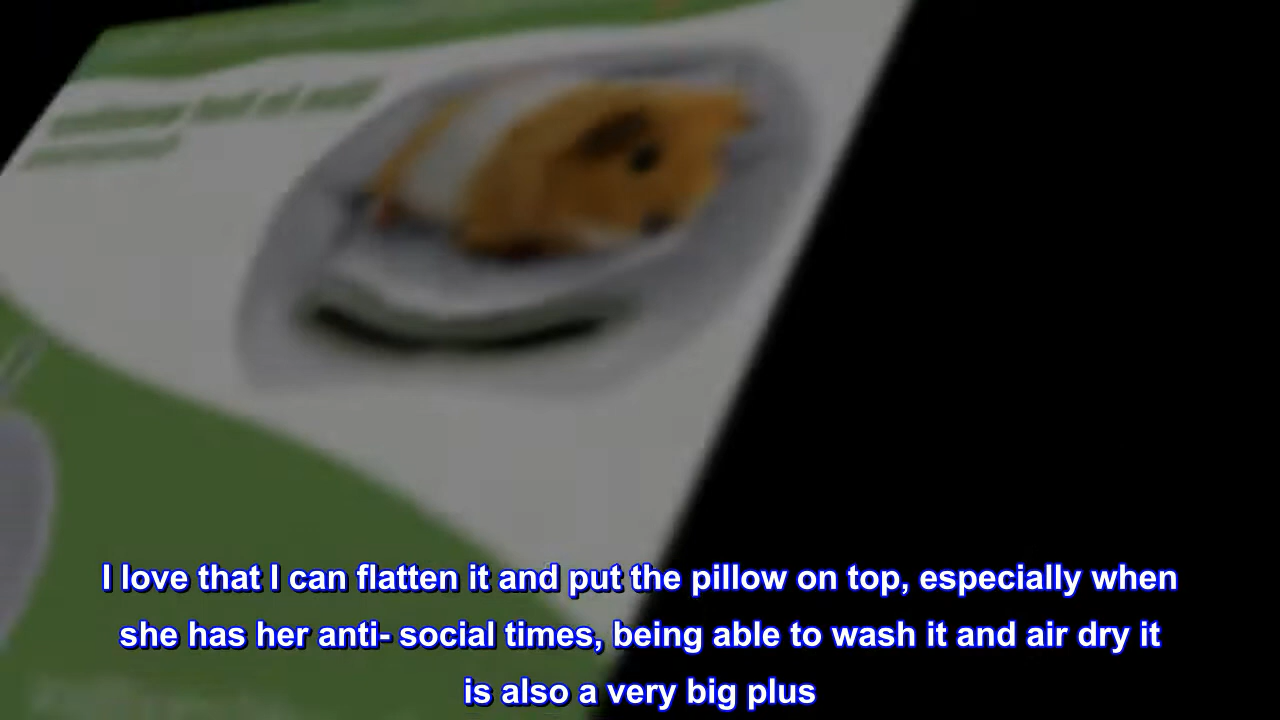 I love that I can flatten it and put the pillow on top, especially when
she has her anti- social times, being able to wash it and air dry it
is also a very big plus